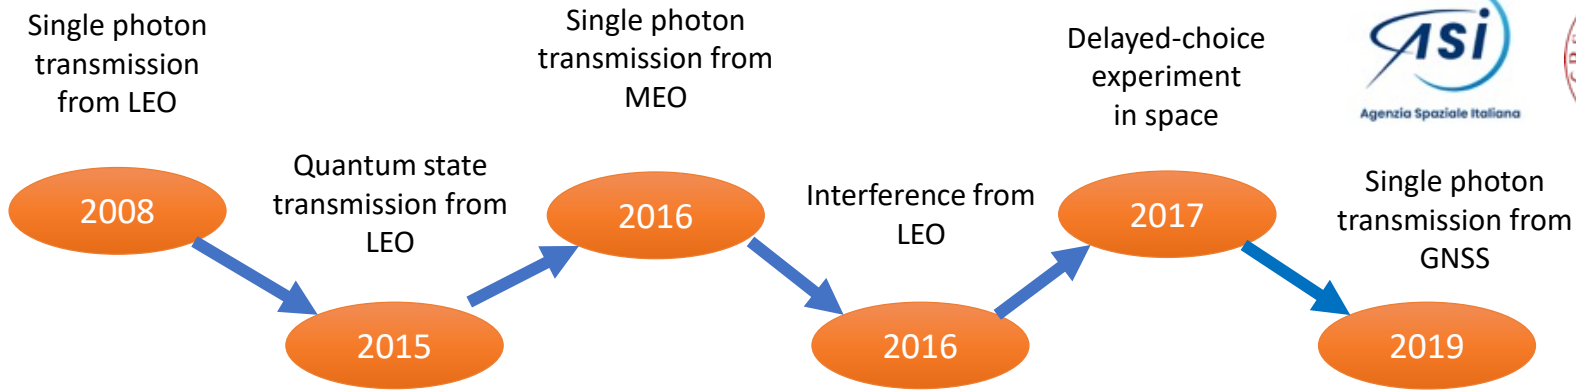 Single photon
transmission
from LEO
2008
Quantum state
transmission from
LEO
2015
Single photon
transmission from
MEO
2016
Interference from
LEO
2016
Delayed-choice
experiment
in space
2017
asi
Agenzia Spaziale Italiana
Single photon
transmission from
GNSS
2019